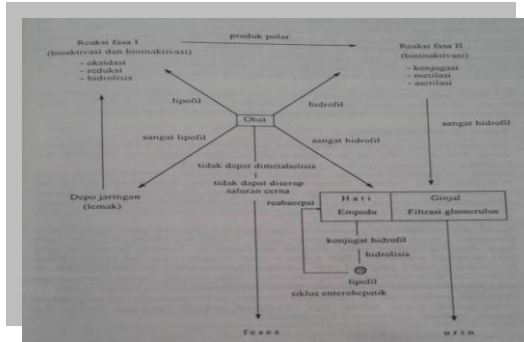 Reaksi fasa I
(bioaktivasi dan bioinaktivasi)
- oksidasi
- reduksi
- hidrolisis
produk polar
Reaksi fasa II
(bioinaktivasi)
- konjugasi
- metilasi
- asetilasi
lipofil
hidrofil
Obat
sangat lipofil
sangat hidrofil
sangat hidrofil
tidak dapat dimetabolisis
tidak dapat diserap
saluran cerna
Depo jaringan
(lemak)
reabsorpsi
Hati
Empedu
Ginjal
Filtrasi glomerulus
konjugat hidrofil
hidrolisis
lipofil
siklus enterohepatik
feses
urin